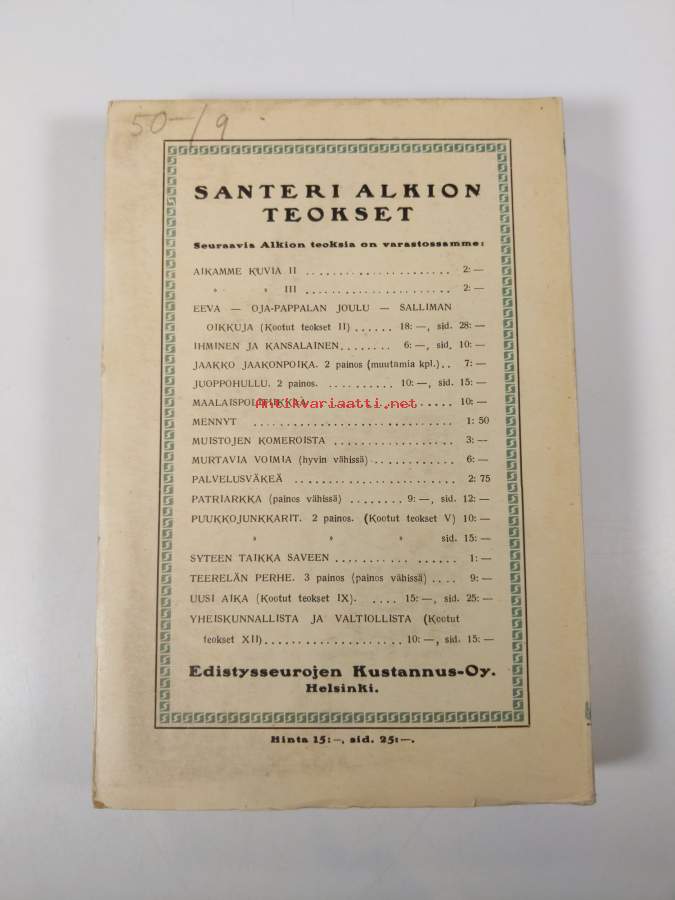 50-/9
SANTERI ALKION
TEOKSET
Seuraavia Alkion teoksia on varastossamme:
AIKAMME KUVIA II .................... 2: —
» » III .................... 2: —
EEVA — OJA-PAPPALAN JOULU — SALLIMAN
OIKKUJA (Kootut teokset II) ...... 18: —, sid. 28: —
IHMINEN JA KANSALAINEN........ 6: —, sid. 10: —
JAAKKO JAAKONPOIKA. 2 painos (muutamia kpl.).. 7: —
JUOPPOHULLU. 2 painos. ........... 10: —, sid. 15: —
MAALAISPOLITIIKKAA .................. 10: —
Antikvariaatti.net
MENNYT ............................... 1: 50
MUISTOJEN KOMEROISTA .................. 3: —
MURTAVIA VOIMIA (hyvin vähissä) ............ 6: —
PALVELUSVÄKEÄ ........................ 2: 75
PATRIARKKA (painos vähissä) ........ 9: —, sid. 12: —
PUUKKOJUNKKARIT. 2 painos. (Kootut teokset V) 10: —
» » » sid. 15: —
SYTEEN TAIKKA SAVEEN .................. 1: —
TEERELÄN PERHE. 3 painos (painos vähissä) .... 9: —
UUSI AIKA (Kootut teokset IX). .... 15: —, sid. 25: —
YHEISKUNNALLISTA JA VALTIOLLISTA (Kootut
teokset XII)...................... 10: —, sid. 15: —
Edistysseurojen Kustannus-Oy.
Helsinki.
Hinta 15: —, sid. 25: —.